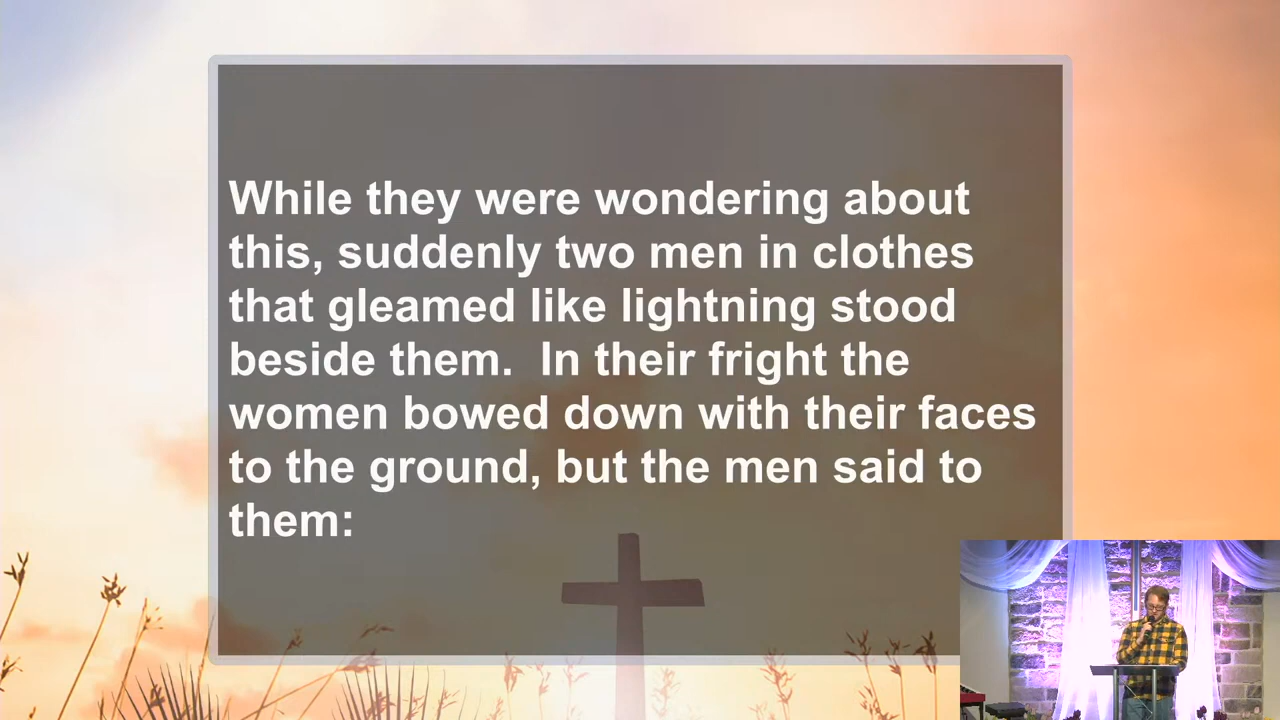 While they were wondering about
this, suddenly two men in clothes
that gleamed like lightning stood
beside them.  In their fright the
women bowed down with their faces
to the ground, but the men said to
them: